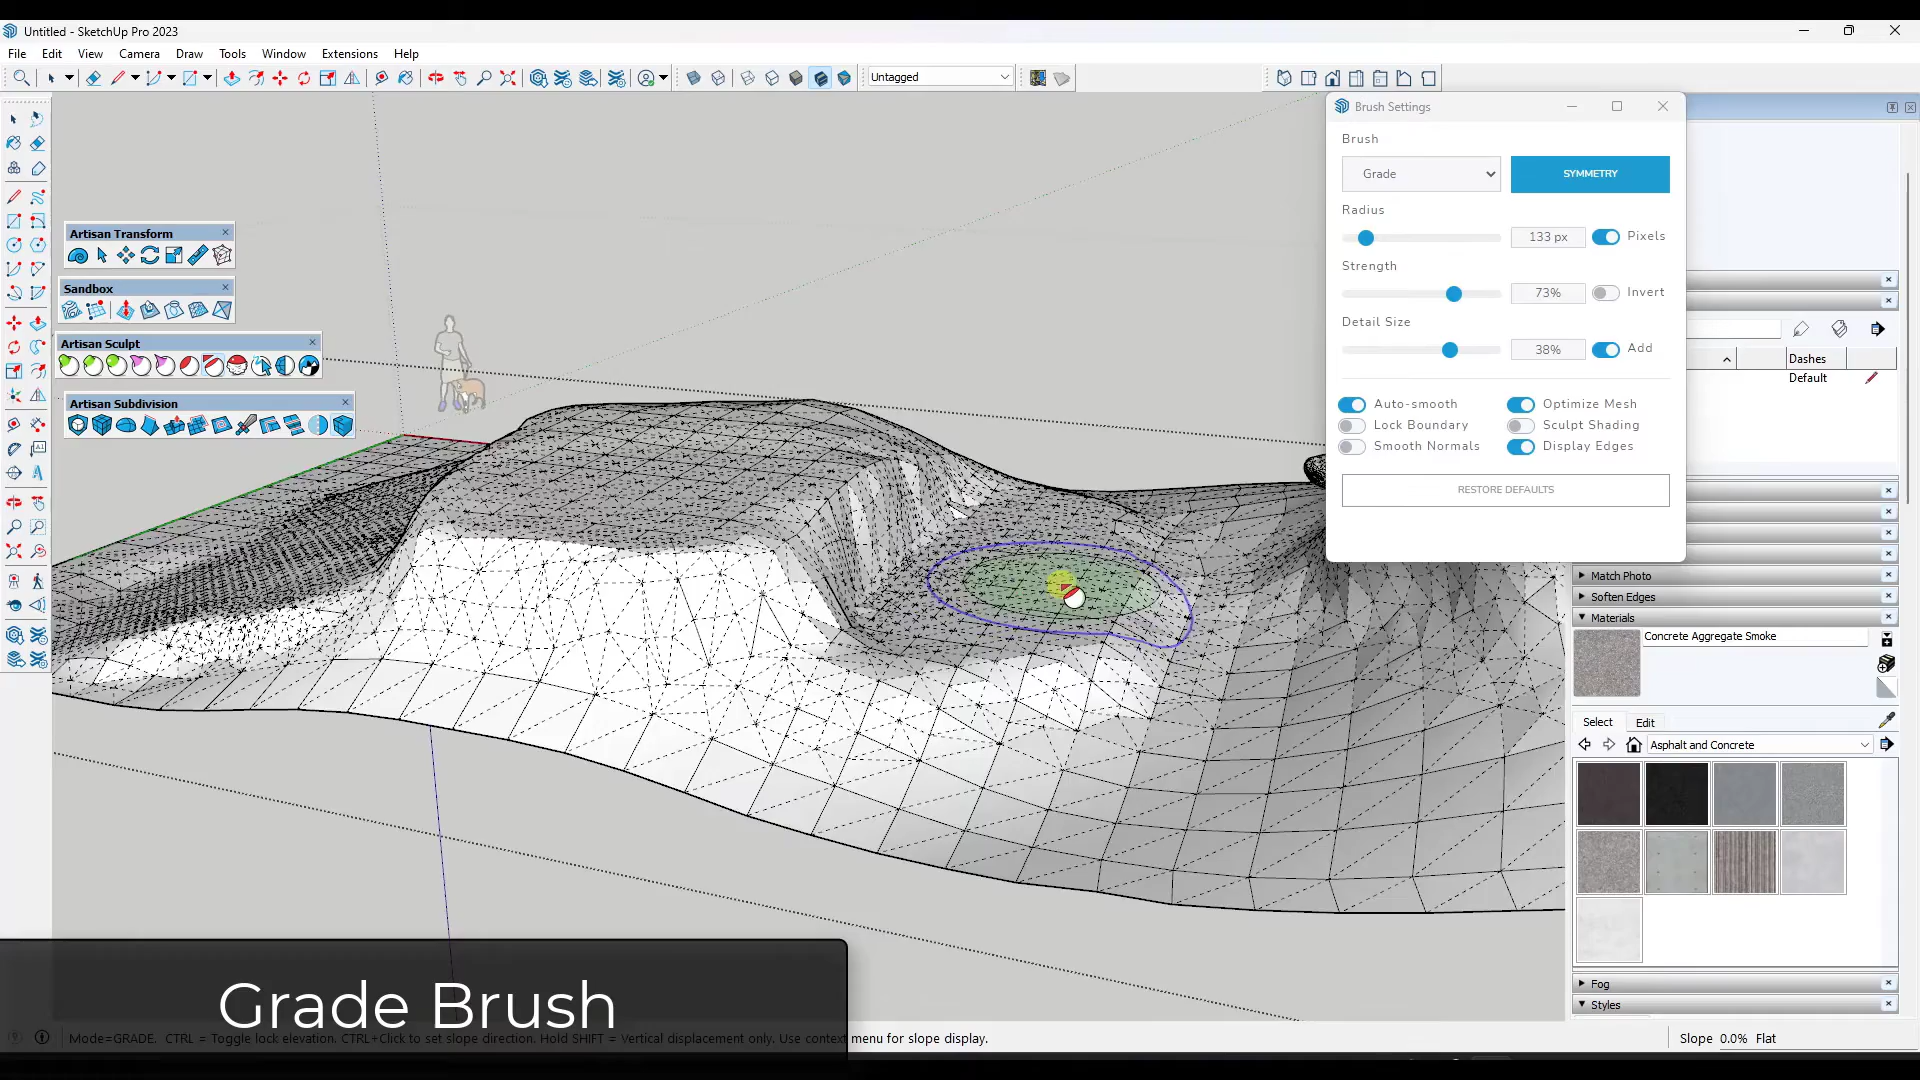 Untitled - SketchUp Pro 2023
File Edit View Camera Draw Tools Window Extensions Help
Untagged
Brush Settings
Brush
Grade SYMMETRY
Radius
133 px Pixels
Strength
73% Invert
Detail Size
38% Add
Auto-smooth Optimize Mesh
Lock Boundary Sculpt Shading
Smooth Normals Display Edges
RESTORE DEFAULTS
Artisan Transform
Sandbox
Artisan Sculpt
Artisan Subdivision
Dashes
Default
Match Photo
Soften Edges
Materials
Concrete Aggregate Smoke
Select Edit
Asphalt and Concrete
Fog
Styles
Grade Brush
Mode=GRADE. CTRL = Toggle lock elevation. CTRL+Click to set slope direction. Hold SHIFT = Vertical displacement only. Use context menu for slope display.
Slope 0.0% Flat